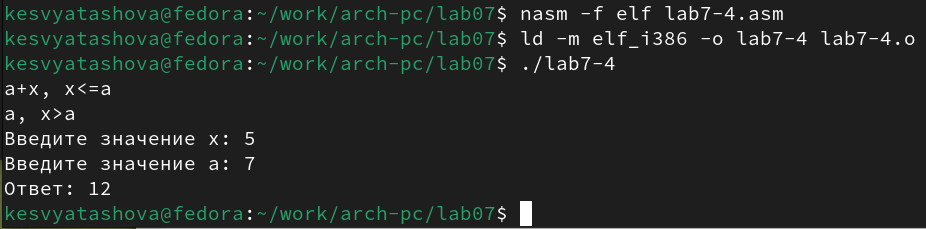 kesvyatashova@fedora:~/work/arch-pc/lab07$ nasm -f elf lab7-4.asm
kesvyatashova@fedora:~/work/arch-pc/lab07$ ld -m elf_i386 -o lab7-4 lab7-4.o
kesvyatashova@fedora:~/work/arch-pc/lab07$ ./lab7-4
a+x, x<=a
a, x>a
Введите значение x: 5
Введите значение a: 7
Ответ: 12
kesvyatashova@fedora:~/work/arch-pc/lab07$